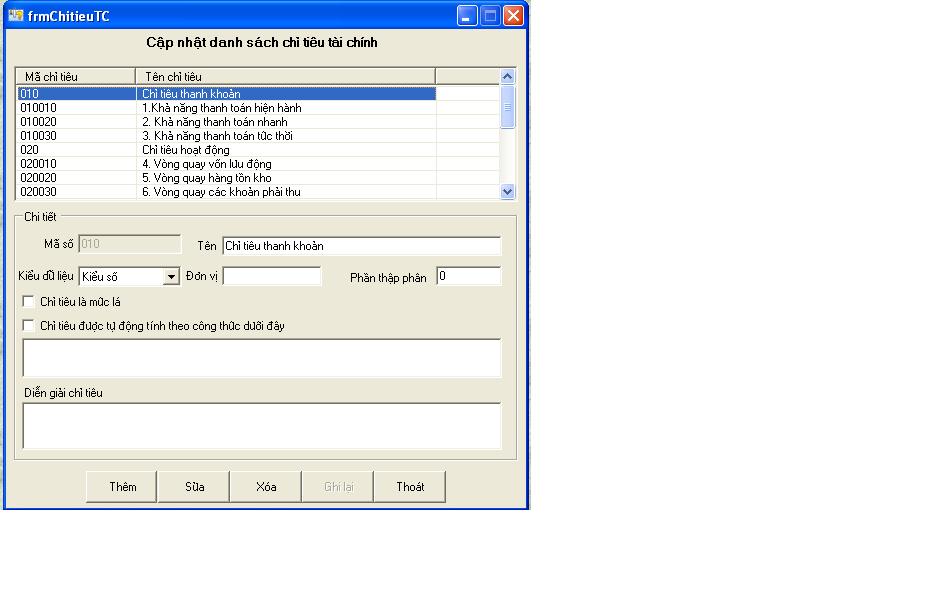 frmChitieuTC
Cập nhật danh sách chỉ tiêu tài chính
Mã chỉ tiêu Tên chỉ tiêu
010 Chỉ tiêu thanh khoản
010010 1.Khả năng thanh toán hiện hành
010020 2. Khả năng thanh toán nhanh
010030 3. Khả năng thanh toán tức thời
020 Chỉ tiêu hoạt động
020010 4. Vòng quay vốn lưu động
020020 5. Vòng quay hàng tồn kho
020030 6. Vòng quay các khoản phải thu
Chi tiết
Mã số 010 Tên Chỉ tiêu thanh khoản
Kiểu dữ liệu Kiểu số Đơn vị Phần thập phân 0
Chỉ tiêu là mức lá
Chỉ tiêu được tự động tính theo công thức dưới đây
Diễn giải chỉ tiêu
Thêm Sửa Xóa Ghi lại Thoát